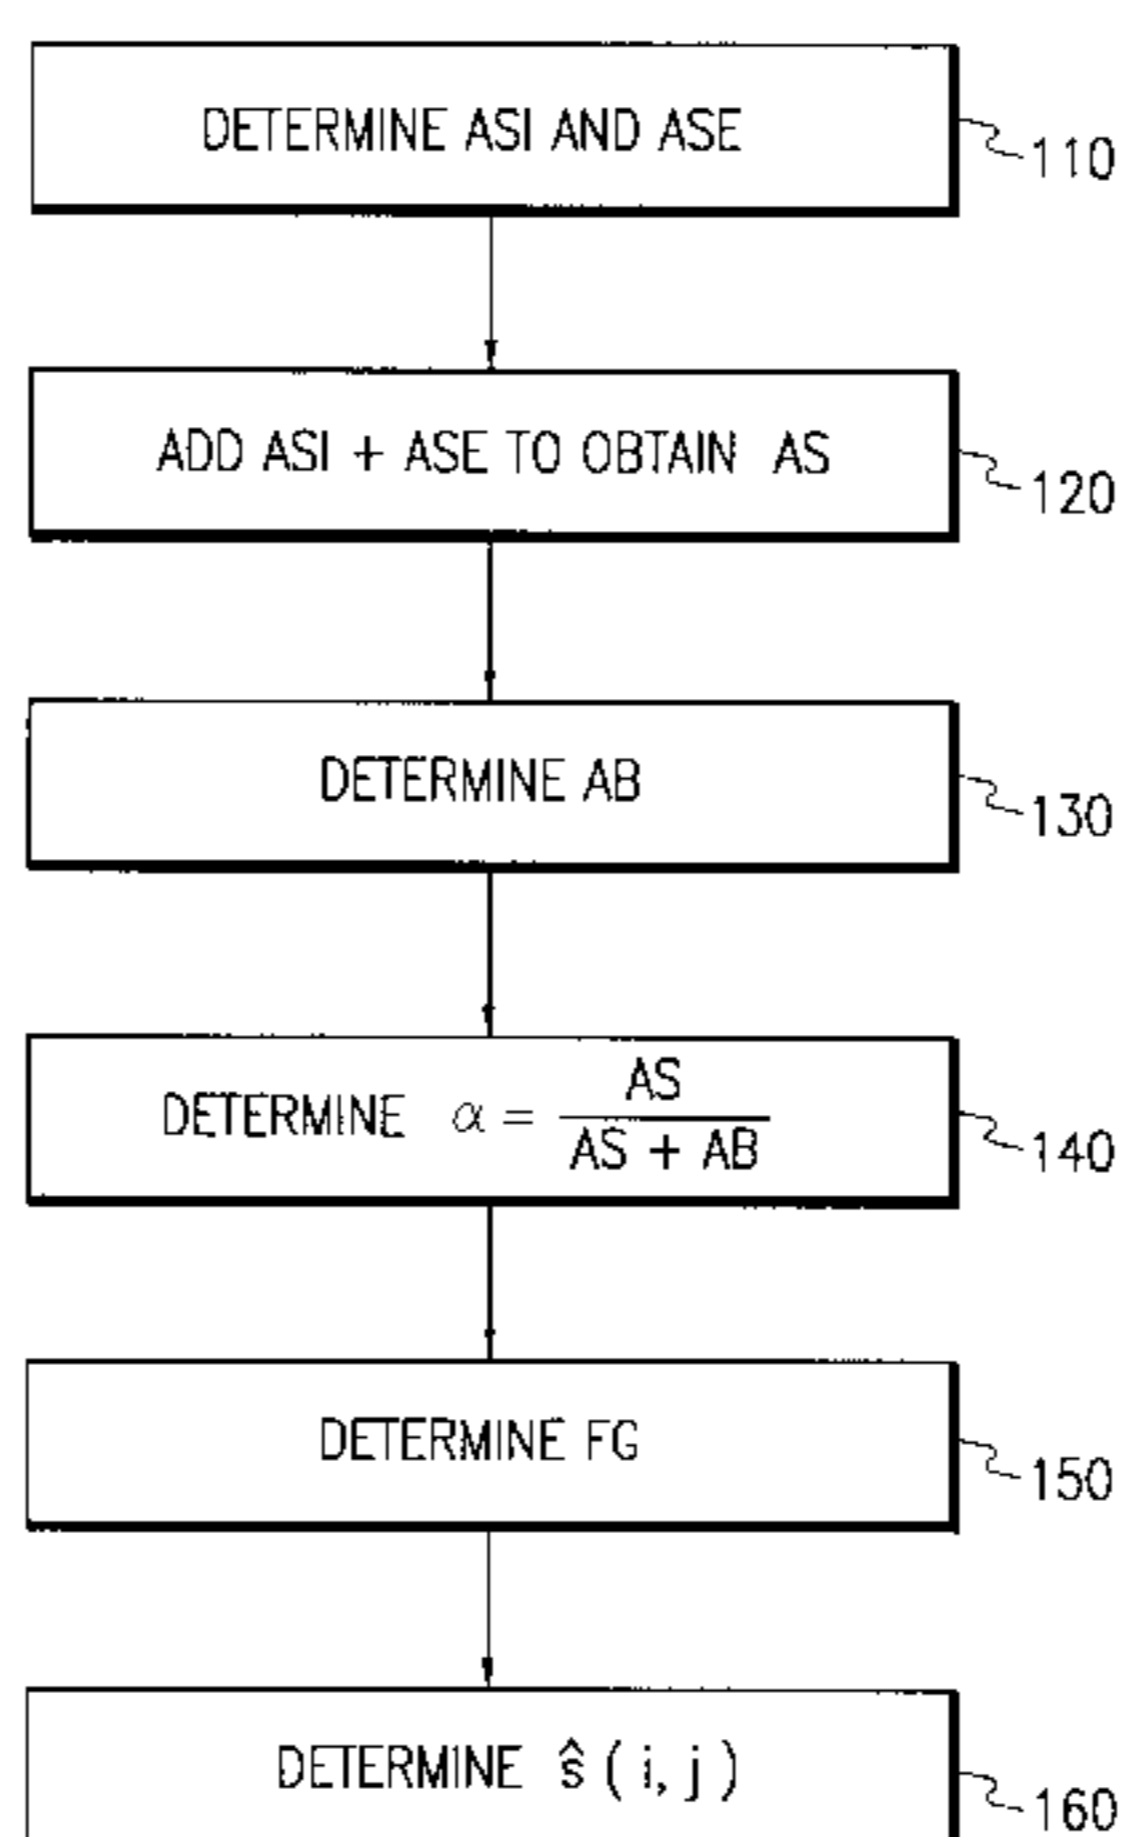 DETERMINE ASI AND ASE
110
ADD ASI + ASE TO OBTAIN AS
120
DETERMINE AB
130
DETERMINE α = AS / (AS + AB)
140
DETERMINE FG
150
DETERMINE ŝ ( i, j )
160